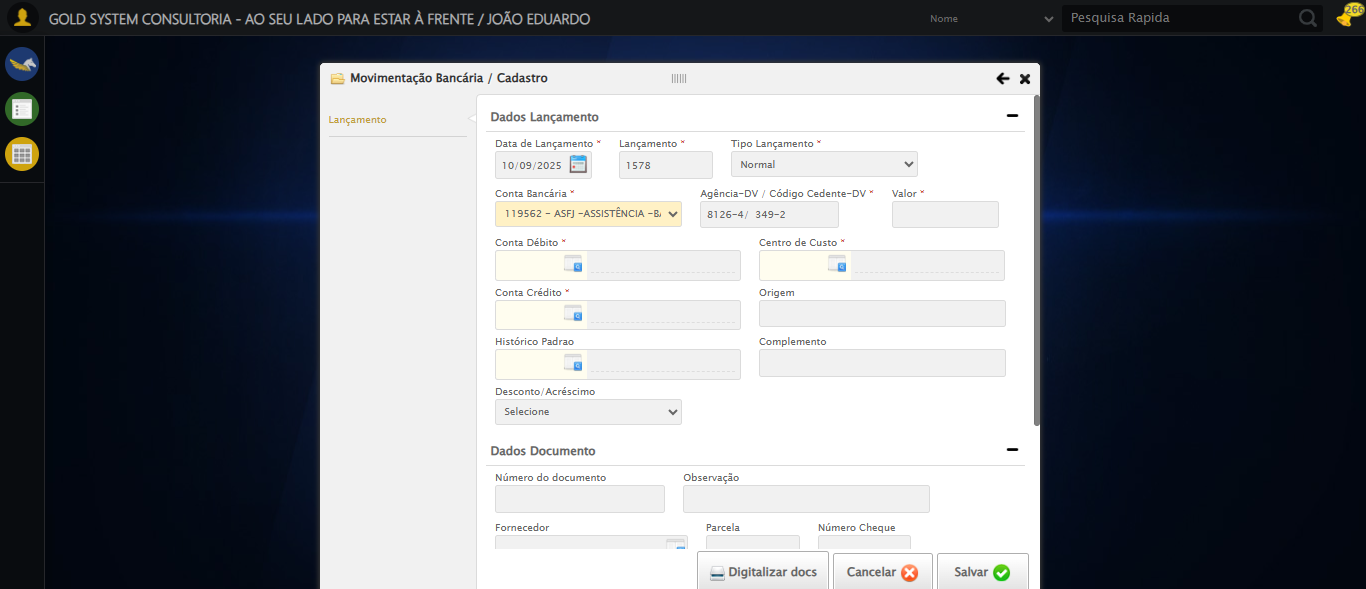 GOLD SYSTEM CONSULTORIA - AO SEU LADO PARA ESTAR À FRENTE / JOÃO EDUARDO
Nome
Pesquisa Rapida
266
Movimentação Bancária / Cadastro
Lançamento
Dados Lançamento
Data de Lançamento * Lançamento * Tipo Lançamento *
10/09/2025 1578 Normal
Conta Bancária * Agência-DV / Código Cedente-DV * Valor *
119562 - ASFJ -ASSISTÊNCIA -BA 8126-4/ 349-2
Conta Débito * Centro de Custo *
Conta Crédito * Origem
Histórico Padrao Complemento
Desconto/Acréscimo
Selecione
Dados Documento
Número do documento Observação
Fornecedor Parcela Número Cheque
Digitalizar docs Cancelar Salvar